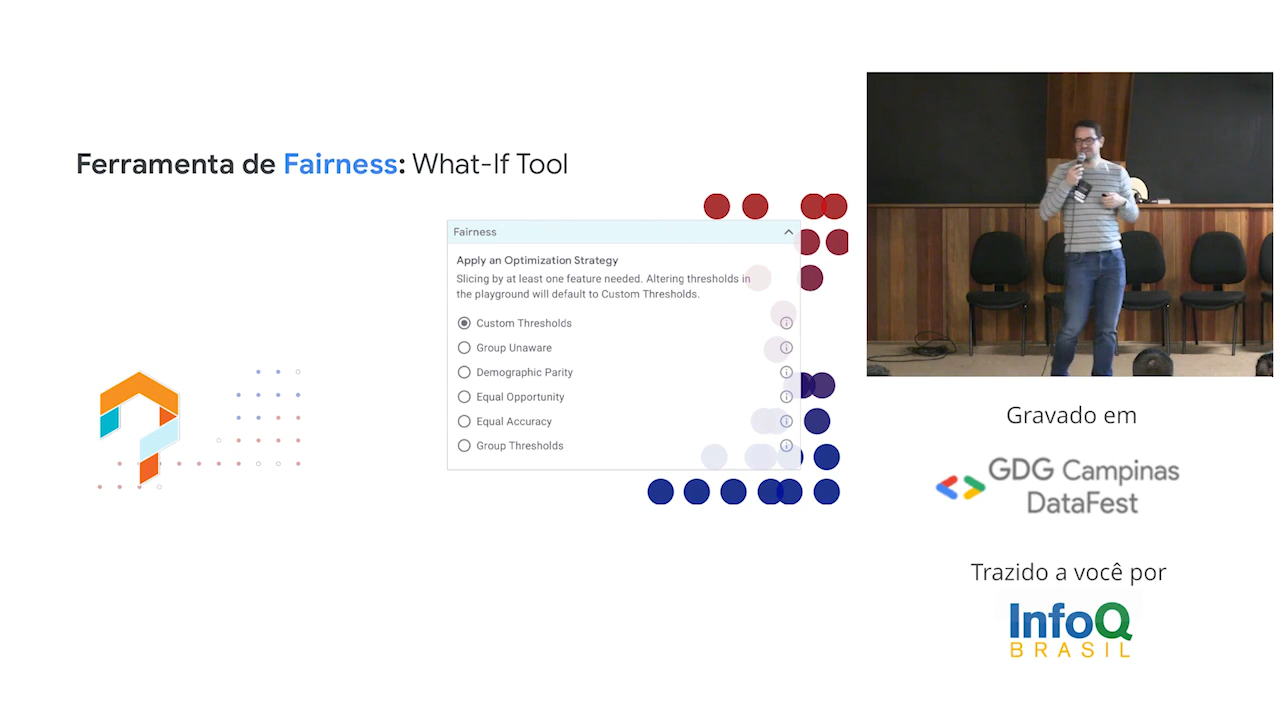 Ferramenta de Fairness: What-If Tool
Fairness
Apply an Optimization Strategy
Slicing by at least one feature needed. Altering thresholds in
the playground will default to Custom Thresholds.
Custom Thresholds
Group Unaware
Demographic Parity
Equal Opportunity
Equal Accuracy
Group Thresholds
Gravado em
GDG Campinas
DataFest
Trazido a você por
InfoQ
BRASIL